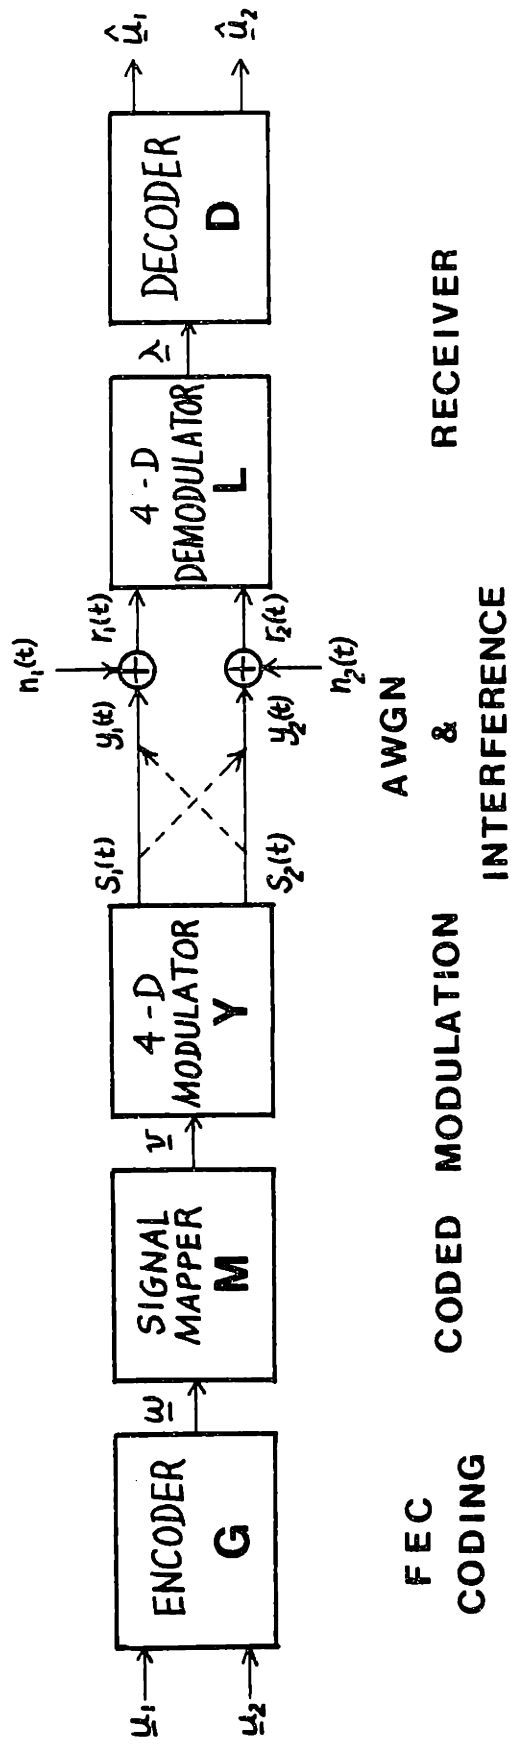 u₁
u₂
ENCODER
G
w
SIGNAL
MAPPER
M
v
4-D
MODULATOR
Y
S₁(t)
S₂(t)
y₁(t)
y₂(t)
n₁(t)
n₂(t)
+
+
r₁(t)
r₂(t)
4-D
DEMODULATOR
L
λ
DECODER
D
û₁
û₂
FEC
CODING
CODED MODULATION
AWGN
&
INTERFERENCE
RECEIVER